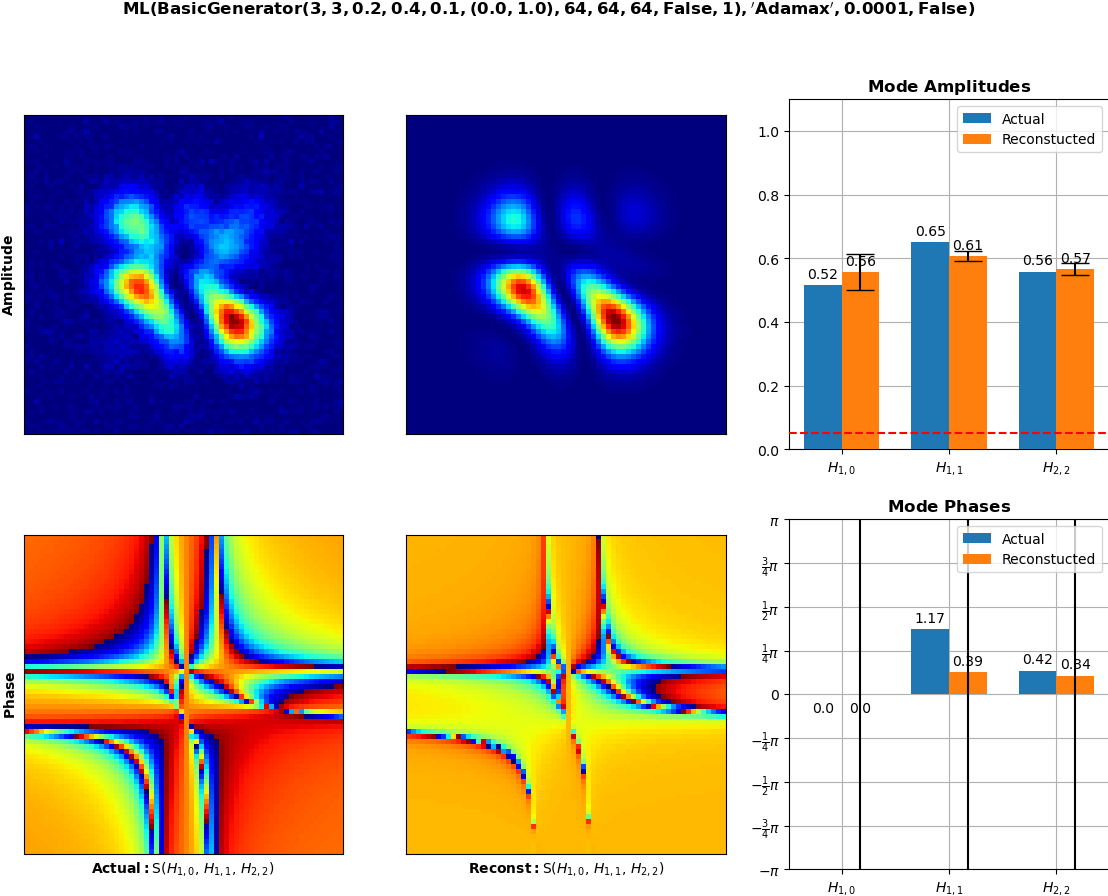 ML(BasicGenerator(3, 3, 0.2, 0.4, 0.1, (0.0, 1.0), 64, 64, 64, False, 1), ′Adamax′, 0.0001, False)
Amplitude
Mode Amplitudes
Actual
Reconstucted
1.0
0.8
0.6
0.4
0.2
0.0
0.52
0.56
0.65
0.61
0.56
0.57
H1,0
H1,1
H2,2
Phase
Actual: S(H1,0, H1,1, H2,2)
Reconst: S(H1,0, H1,1, H2,2)
Mode Phases
Actual
Reconstucted
π
3/4π
1/2π
1/4π
0
−1/4π
−1/2π
−3/4π
−π
0.0
0.0
1.17
0.39
0.42
0.34
H1,0
H1,1
H2,2